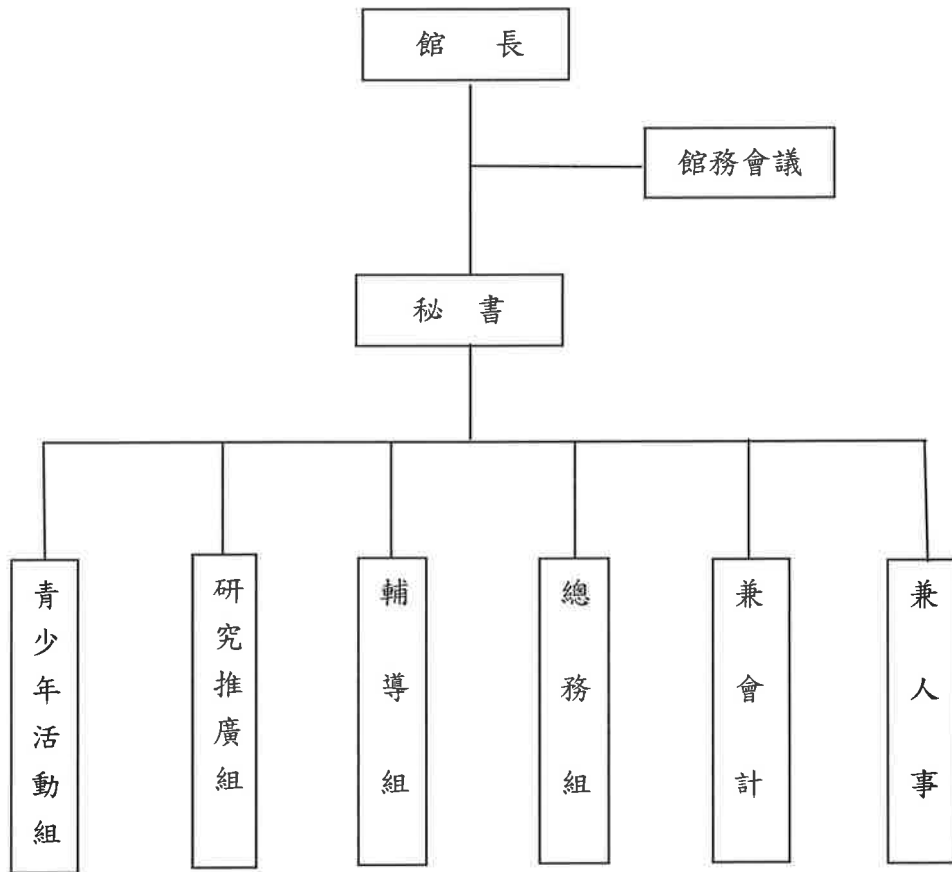 館 長
館務會議
秘 書
青少年活動組
研究推廣組
輔導組
總務組
兼會計
兼人事